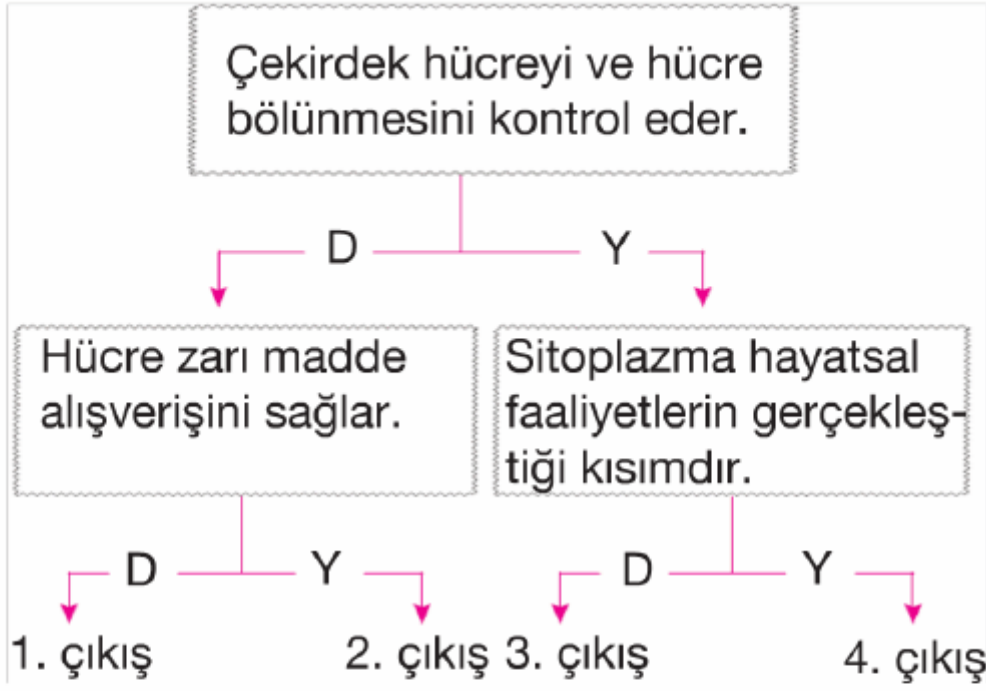 Çekirdek hücreyi ve hücre
bölünmesini kontrol eder.
D
Y
Hücre zarı madde
alışverişini sağlar.
Sitoplazma hayatsal
faaliyetlerin gerçekleş-
tiği kısımdır.
D
Y
D
Y
1. çıkış
2. çıkış
3. çıkış
4. çıkış